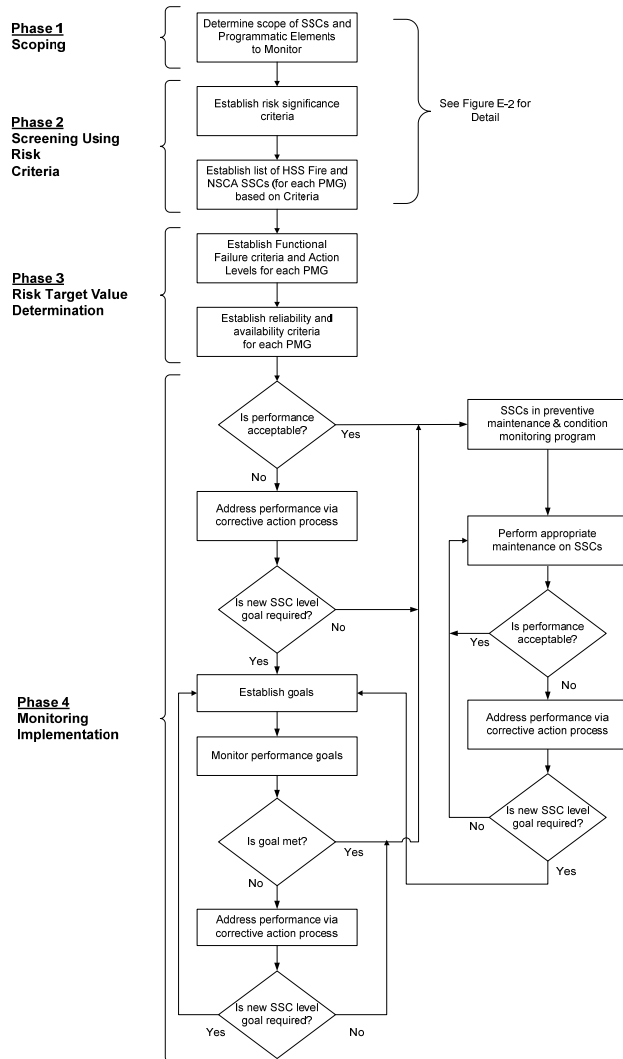 Phase 1
Scoping
Determine scope of SSCs and
Programmatic Elements
to Monitor
Phase 2
Screening Using
Risk
Criteria
Establish risk significance
criteria
See Figure E-2 for
Detail
Establish list of HSS Fire and
NSCA SSCs (for each PMG)
based on Criteria
Phase 3
Risk Target Value
Determination
Establish Functional
Failure criteria and Action
Levels for each PMG
Establish reliability and
availability criteria
for each PMG
Phase 4
Monitoring
Implementation
Is performance
acceptable?
Yes
No
Address performance via
corrective action process
Is new SSC level
goal required?
No
Yes
Establish goals
Monitor performance goals
Is goal met?
Yes
No
Address performance via
corrective action process
Is new SSC level
goal required?
Yes
No
SSCs in preventive
maintenance & condition
monitoring program
Perform appropriate
maintenance on SSCs
Is performance
acceptable?
Yes
No
Address performance via
corrective action process
Is new SSC level
goal required?
No
Yes